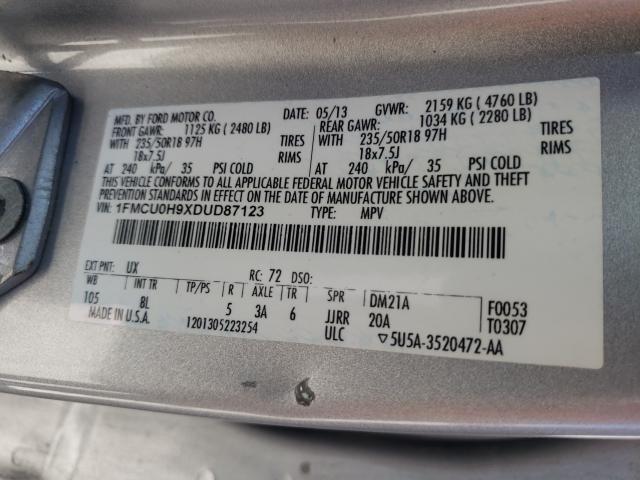 MFD. BY FORD MOTOR CO. DATE: 05/13 GVWR: 2159 KG ( 4760 LB)
FRONT GAWR: 1125 KG ( 2480 LB) REAR GAWR: 1034 KG ( 2280 LB)
WITH 235/50R18 97H TIRES WITH 235/50R18 97H TIRES
18x7.5J RIMS 18x7.5J RIMS
AT 240 kPa/ 35 PSI COLD AT 240 kPa/ 35 PSI COLD
THIS VEHICLE CONFORMS TO ALL APPLICABLE FEDERAL MOTOR VEHICLE SAFETY AND THEFT
PREVENTION STANDARDS IN EFFECT ON THE DATE OF MANUFACTURE SHOWN ABOVE.
VIN: 1FMCU0H9XDUD87123 TYPE: MPV
EXT PNT: UX RC: 72 DSO:
WB INT TR TP/PS R AXLE TR SPR DM21A F0053
105 8L 5 3A 6 JJRR 20A T0307
MADE IN U.S.A. 1201305223254 ULC ▽5U5A-3520472-AA